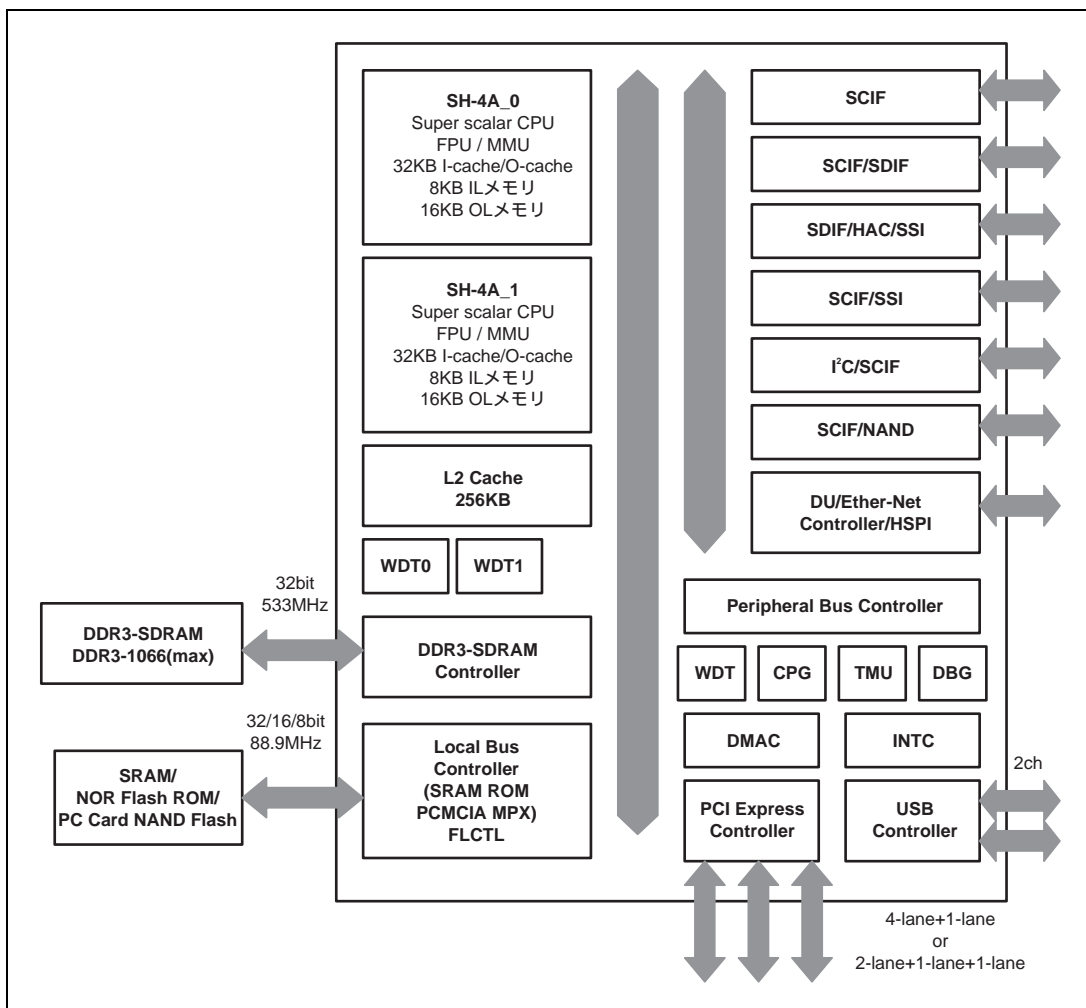 SH-4A_0
Super scalar CPU
FPU / MMU
32KB I-cache/O-cache
8KB ILメモリ
16KB OLメモリ
SH-4A_1
Super scalar CPU
FPU / MMU
32KB I-cache/O-cache
8KB ILメモリ
16KB OLメモリ
L2 Cache
256KB
WDT0
WDT1
32bit
533MHz
DDR3-SDRAM
DDR3-1066(max)
DDR3-SDRAM
Controller
32/16/8bit
88.9MHz
SRAM/
NOR Flash ROM/
PC Card NAND Flash
Local Bus
Controller
(SRAM ROM
PCMCIA MPX)
FLCTL
SCIF
SCIF/SDIF
SDIF/HAC/SSI
SCIF/SSI
I²C/SCIF
SCIF/NAND
DU/Ether-Net
Controller/HSPI
Peripheral Bus Controller
WDT
CPG
TMU
DBG
DMAC
INTC
PCI Express
Controller
USB
Controller
2ch
4-lane+1-lane
or
2-lane+1-lane+1-lane